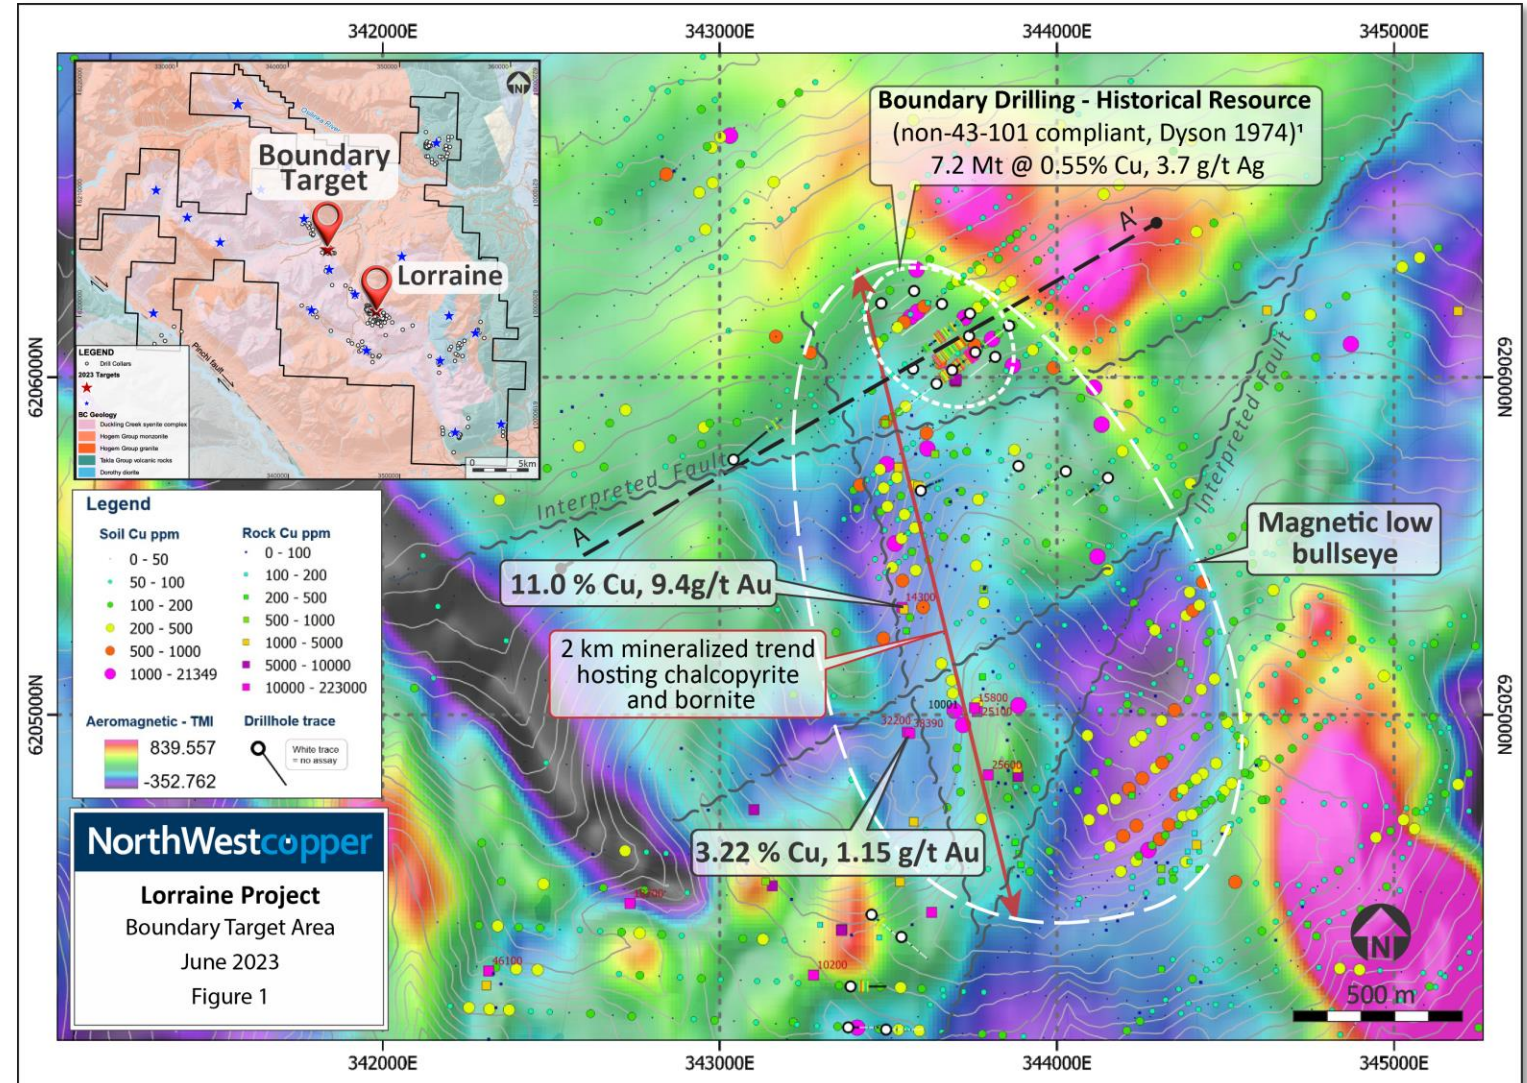 342000E
343000E
344000E
345000E
6206000N
6205000N
6206000N
6205000N
342000E
343000E
344000E
345000E
Boundary
Target
Lorraine
Pinchi fault
N
LEGEND
Drill Collars
2023 Targets
BC Geology
Duckling Creek syenite complex
Hogem Group monzonite
Hogem Group granite
Takla Group volcanic rocks
Dorothy diorite
0 5km
Boundary Drilling - Historical Resource
(non-43-101 compliant, Dyson 1974)¹
7.2 Mt @ 0.55% Cu, 3.7 g/t Ag
A'
A
Interpreted Fault
Interpreted Fault
Magnetic low
bullseye
11.0 % Cu, 9.4g/t Au
14300
2 km mineralized trend
hosting chalcopyrite
and bornite
10001
15800
25100
32200
38390
25600
3.22 % Cu, 1.15 g/t Au
46100
10200
Legend
Soil Cu ppm
0 - 50
50 - 100
100 - 200
200 - 500
500 - 1000
1000 - 21349
Rock Cu ppm
0 - 100
100 - 200
200 - 500
500 - 1000
1000 - 5000
5000 - 10000
10000 - 223000
Aeromagnetic - TMI
839.557
-352.762
Drillhole trace
White trace
= no assay
NorthWestcopper
Lorraine Project
Boundary Target Area
June 2023
Figure 1
N
500 m